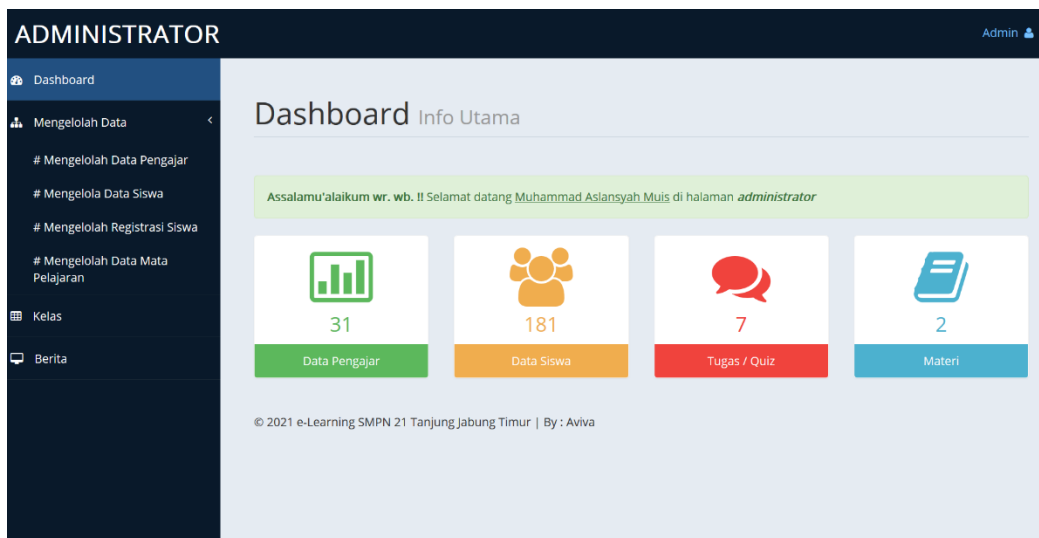 ADMINISTRATOR
Admin
Dashboard
Mengelolah Data
# Mengelolah Data Pengajar
# Mengelola Data Siswa
# Mengelolah Registrasi Siswa
# Mengelolah Data Mata
Pelajaran
Kelas
Berita
Dashboard Info Utama
Assalamu'alaikum wr. wb. !! Selamat datang Muhammad Aslansyah Muis di halaman administrator
31
Data Pengajar
181
Data Siswa
7
Tugas / Quiz
2
Materi
© 2021 e-Learning SMPN 21 Tanjung Jabung Timur | By : Aviva